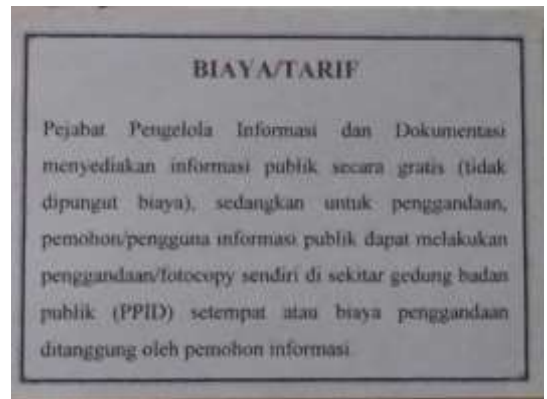 BIAYA/TARIF
Pejabat Pengelola Informasi dan Dokumentasi
menyediakan informasi publik secara gratis (tidak
dipungut biaya), sedangkan untuk penggandaan,
pemohon/pengguna informasi publik dapat melakukan
penggandaan/fotocopy sendiri di sekitar gedung badan
publik (PPID) setempat atau biaya penggandaan
ditanggung oleh pemohon informasi.